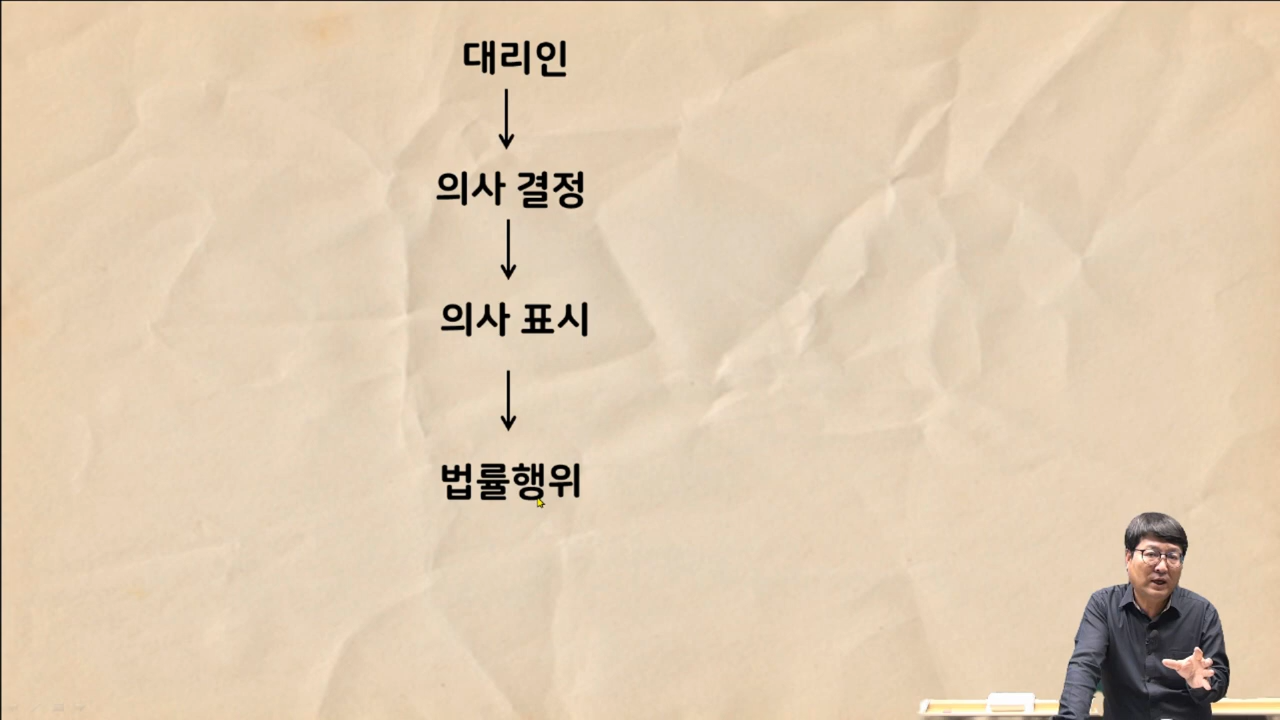 대리인
의사 결정
의사 표시
법률행위